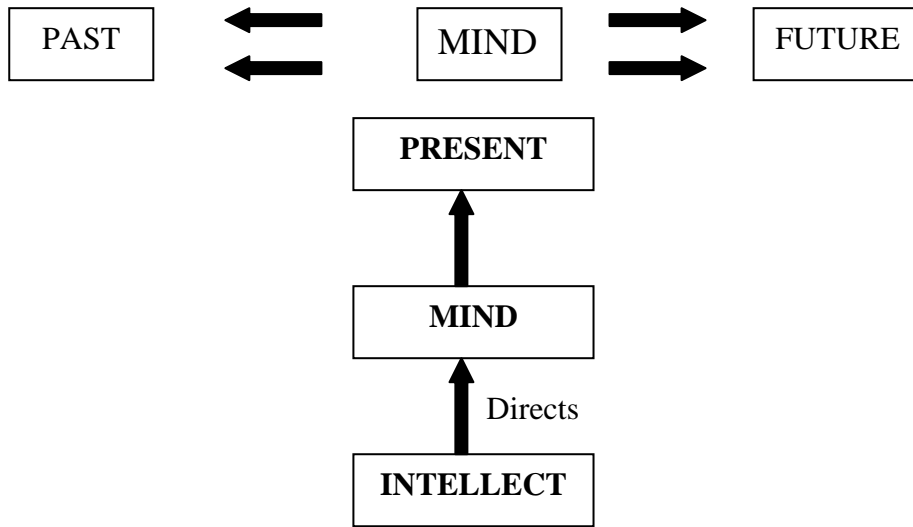 PAST MIND FUTURE
PRESENT
MIND
Directs
INTELLECT